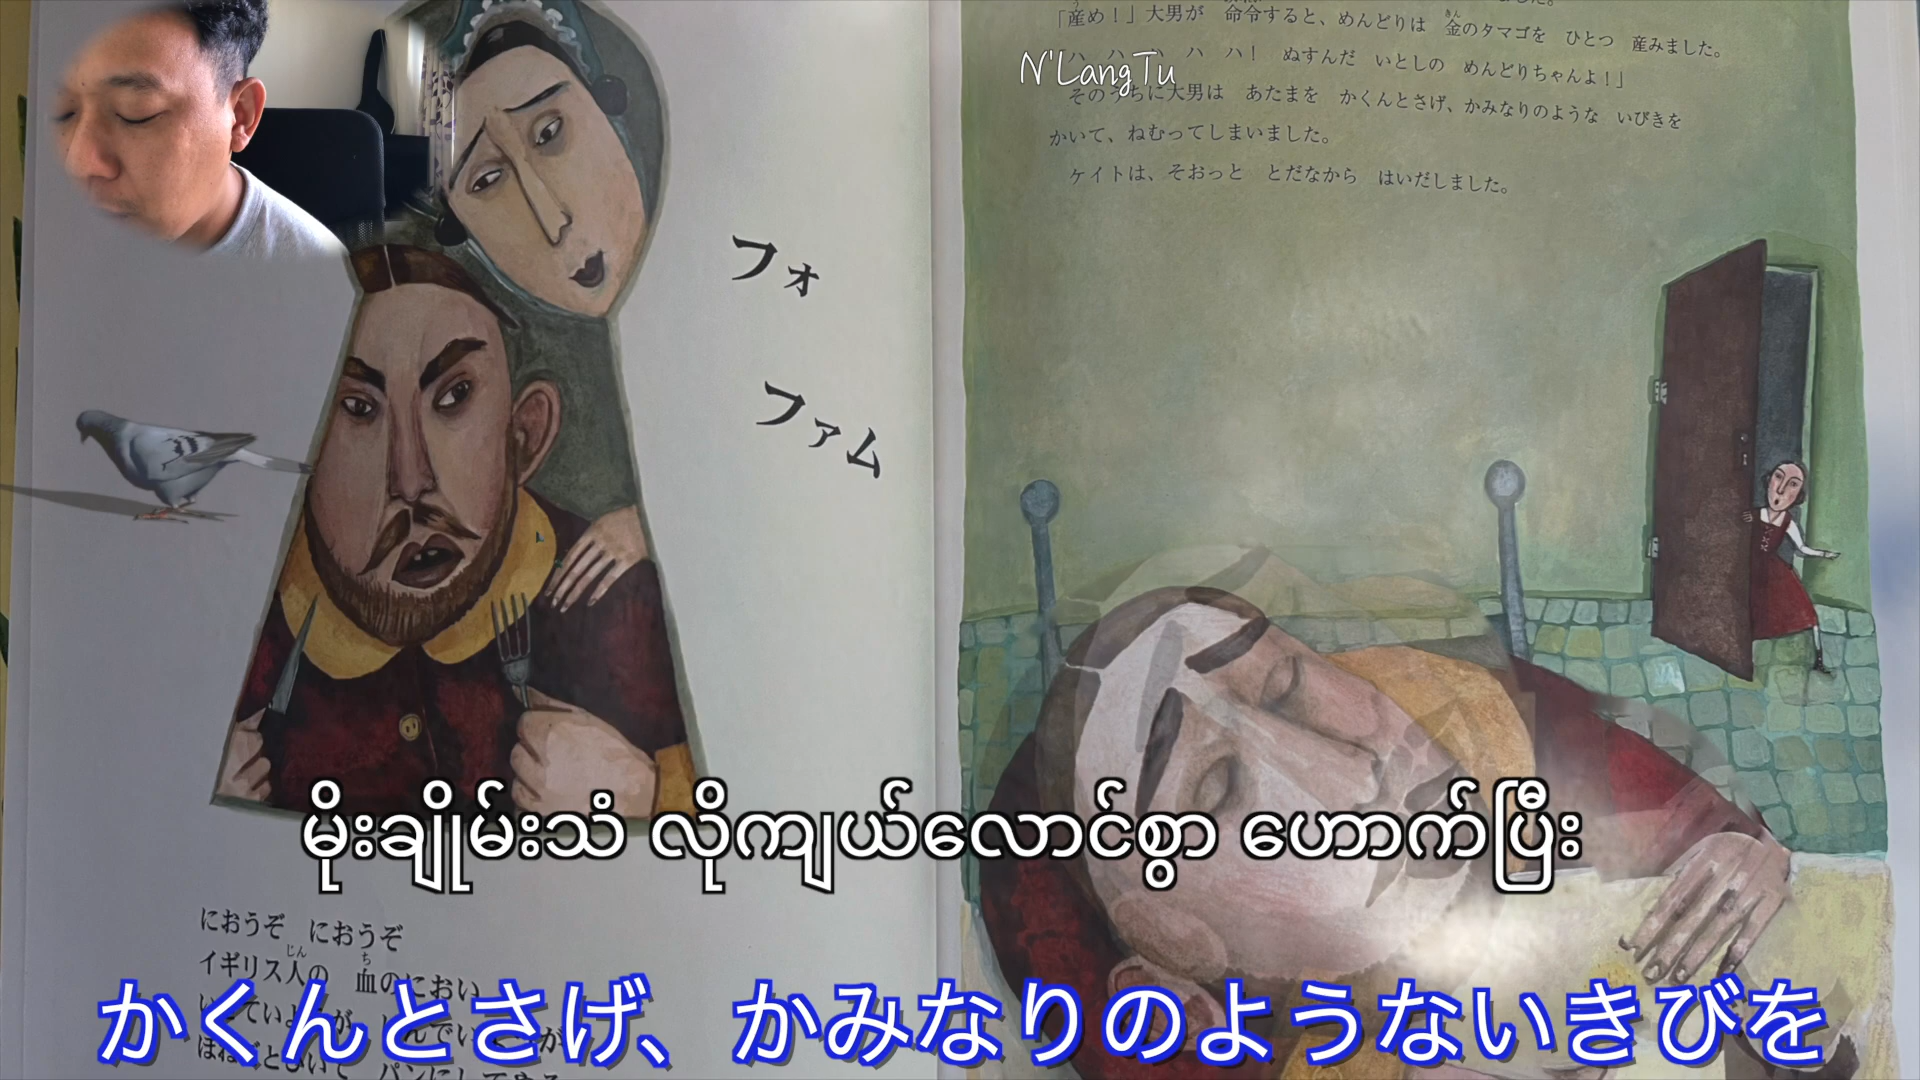 「産め！」大男が　命令すると、めんどりは　金のタマゴを　ひとつ　産みました。
ハ　ハ　ハ　ハ　ハ！　ぬすんだ　いとしの　めんどりちゃんよ！」
N'LangTu
そのうちに大男は　あたまを　かくんとさげ、かみなりのような　いびきを
かいて、ねむってしまいました。
ケイトは、そおっと　とだなから　はいだしました。
フォ
ファム
မိုးချိုမ်းသံ လိုကျယ်လောင်စွာ ဟောက်ပြီး
におうぞ　におうぞ
イギリス人の　血のにおい
かくんとさげ、かみなりのようないきびを